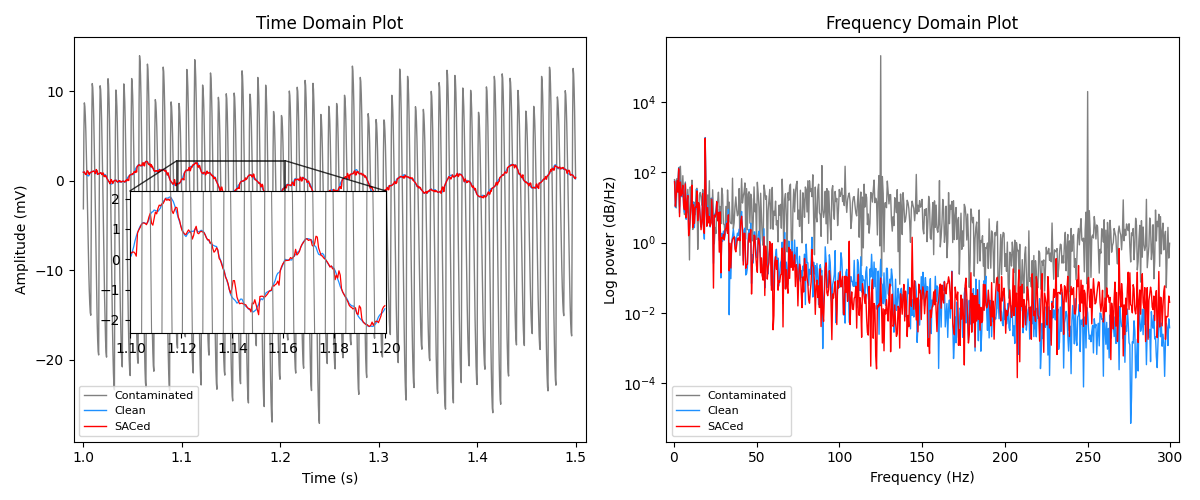 Time Domain Plot
Amplitude (mV)
10
0
−10
−20
2
1
0
−1
−2
1.10 1.12 1.14 1.16 1.18 1.20
Contaminated
Clean
SACed
1.0 1.1 1.2 1.3 1.4 1.5
Time (s)
Frequency Domain Plot
Log power (dB/Hz)
10⁴
10²
10⁰
10⁻²
10⁻⁴
Contaminated
Clean
SACed
0 50 100 150 200 250 300
Frequency (Hz)